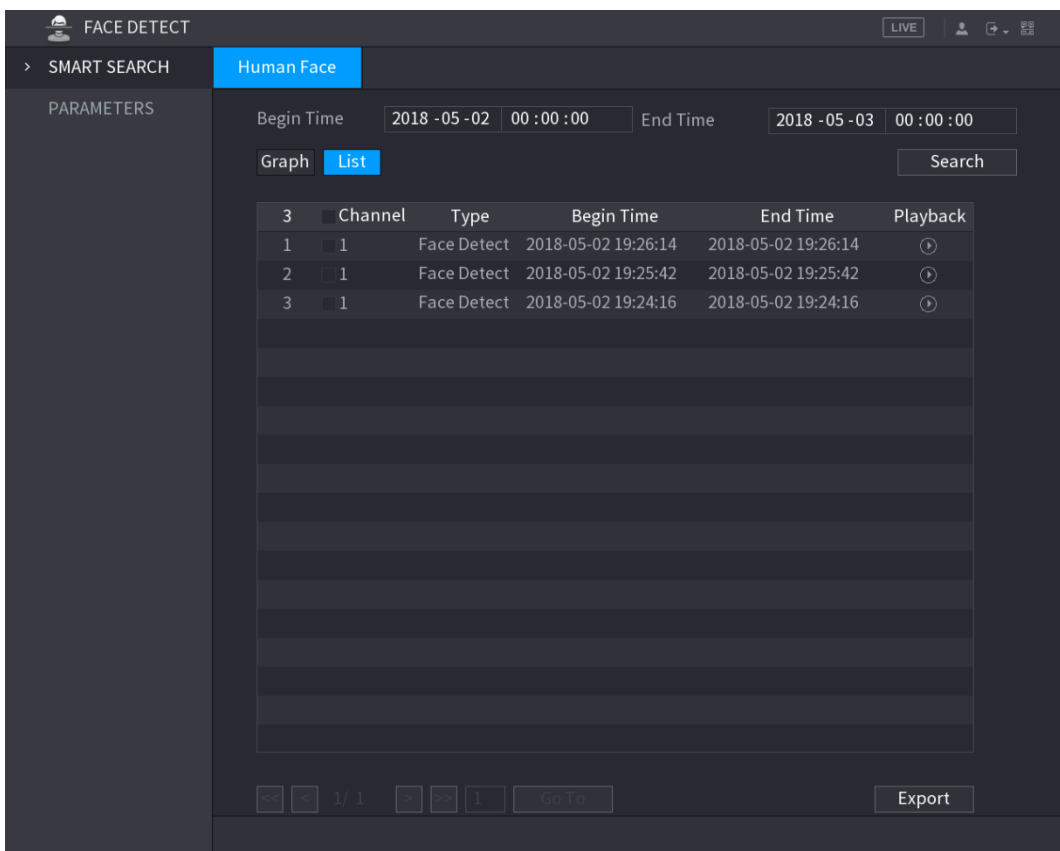 FACE DETECT LIVE
> SMART SEARCH Human Face
PARAMETERS
Begin Time 2018 -05 -02 00 :00 :00 End Time 2018 -05 -03 00 :00 :00
Graph List Search
3 Channel Type Begin Time End Time Playback
1 1 Face Detect 2018-05-02 19:26:14 2018-05-02 19:26:14
2 1 Face Detect 2018-05-02 19:25:42 2018-05-02 19:25:42
3 1 Face Detect 2018-05-02 19:24:16 2018-05-02 19:24:16
<< < 1/ 1 > >> 1 Go To Export